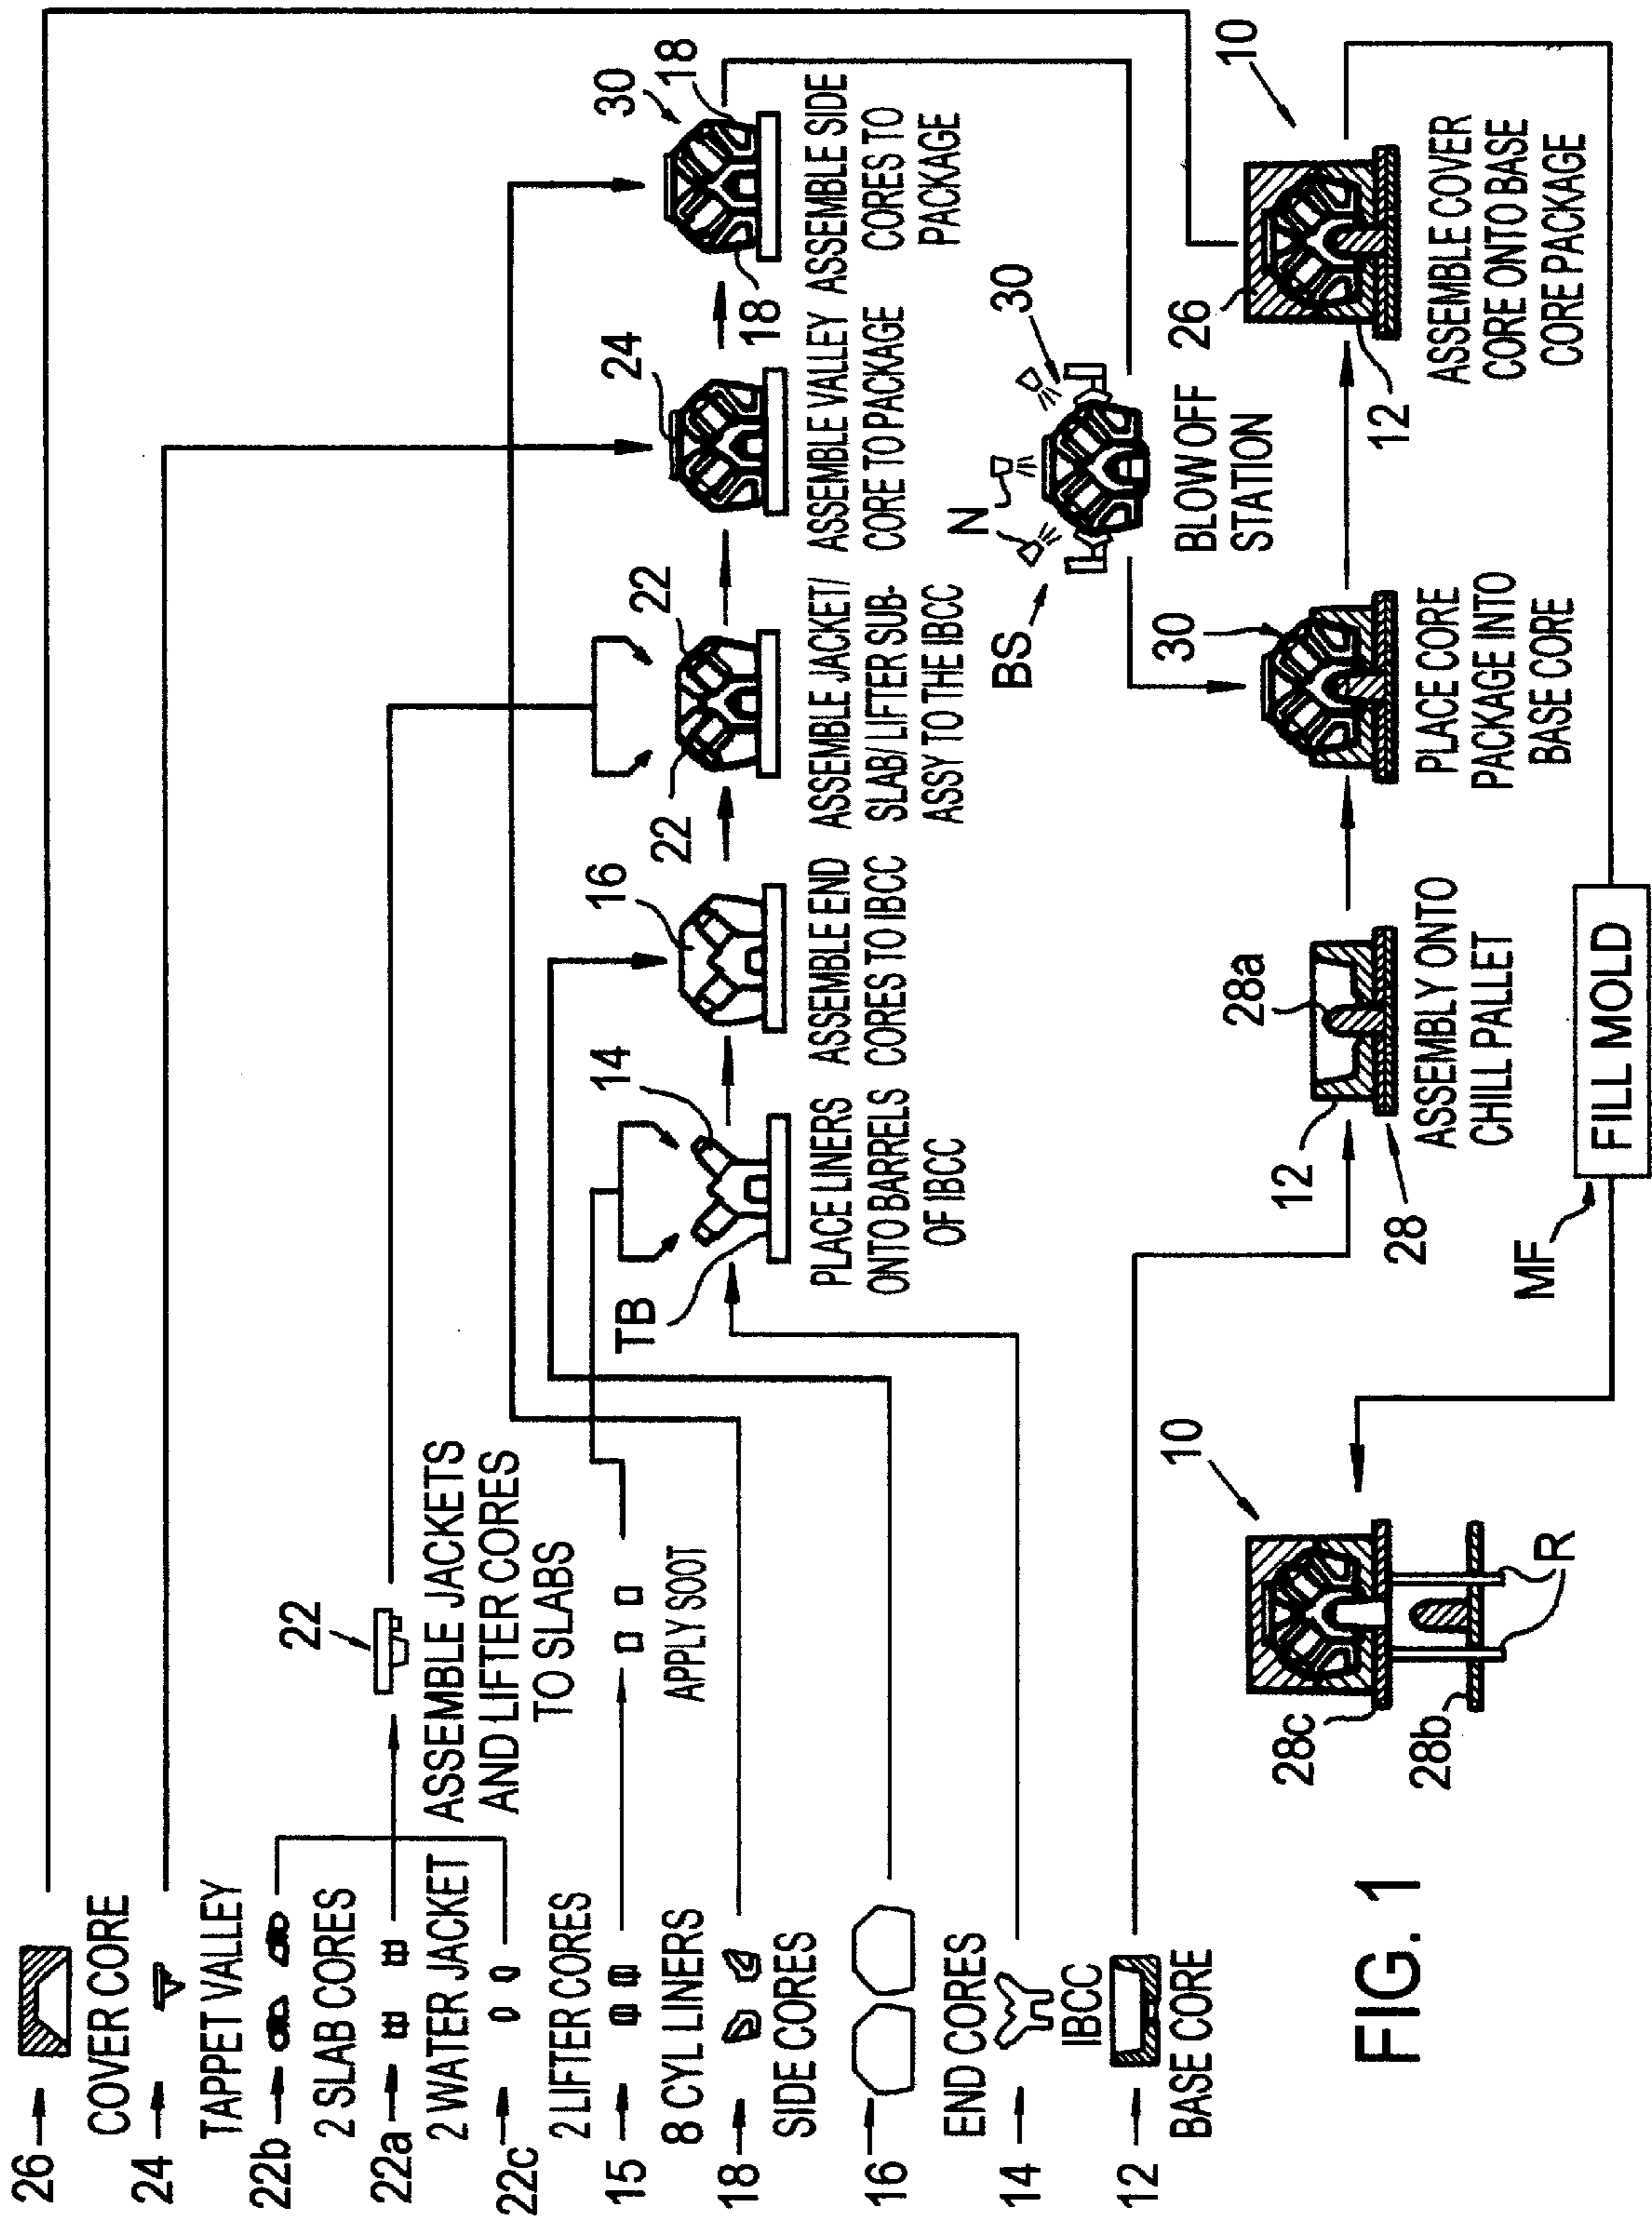 26
COVER CORE
24
TAPPET VALLEY
22b
2 SLAB CORES
22a
2 WATER JACKET
22c
2 LIFTER CORES
15
8 CYL LINERS
18
SIDE CORES
16
END CORES
14
IBCC
12
BASE CORE
22
ASSEMBLE JACKETS
AND LIFTER CORES
TO SLABS
APPLY SOOT
TB
14
PLACE LINERS
ONTO BARRELS
OF IBCC
16
ASSEMBLE END
CORES TO IBCC
22
22
ASSEMBLE JACKET/
SLAB/LIFTER SUB-
ASSY TO THE IBCC
24
ASSEMBLE VALLEY
CORE TO PACKAGE
18
30
18
ASSEMBLE SIDE
CORES TO
PACKAGE
BS
N
30
BLOW OFF
STATION
12
28
28a
ASSEMBLY ONTO
CHILL PALLET
30
PLACE CORE
PACKAGE INTO
BASE CORE
26
12
10
ASSEMBLE COVER
CORE ONTO BASE
CORE PACKAGE
MF
FILL MOLD
10
28c
28b
R
FIG. 1